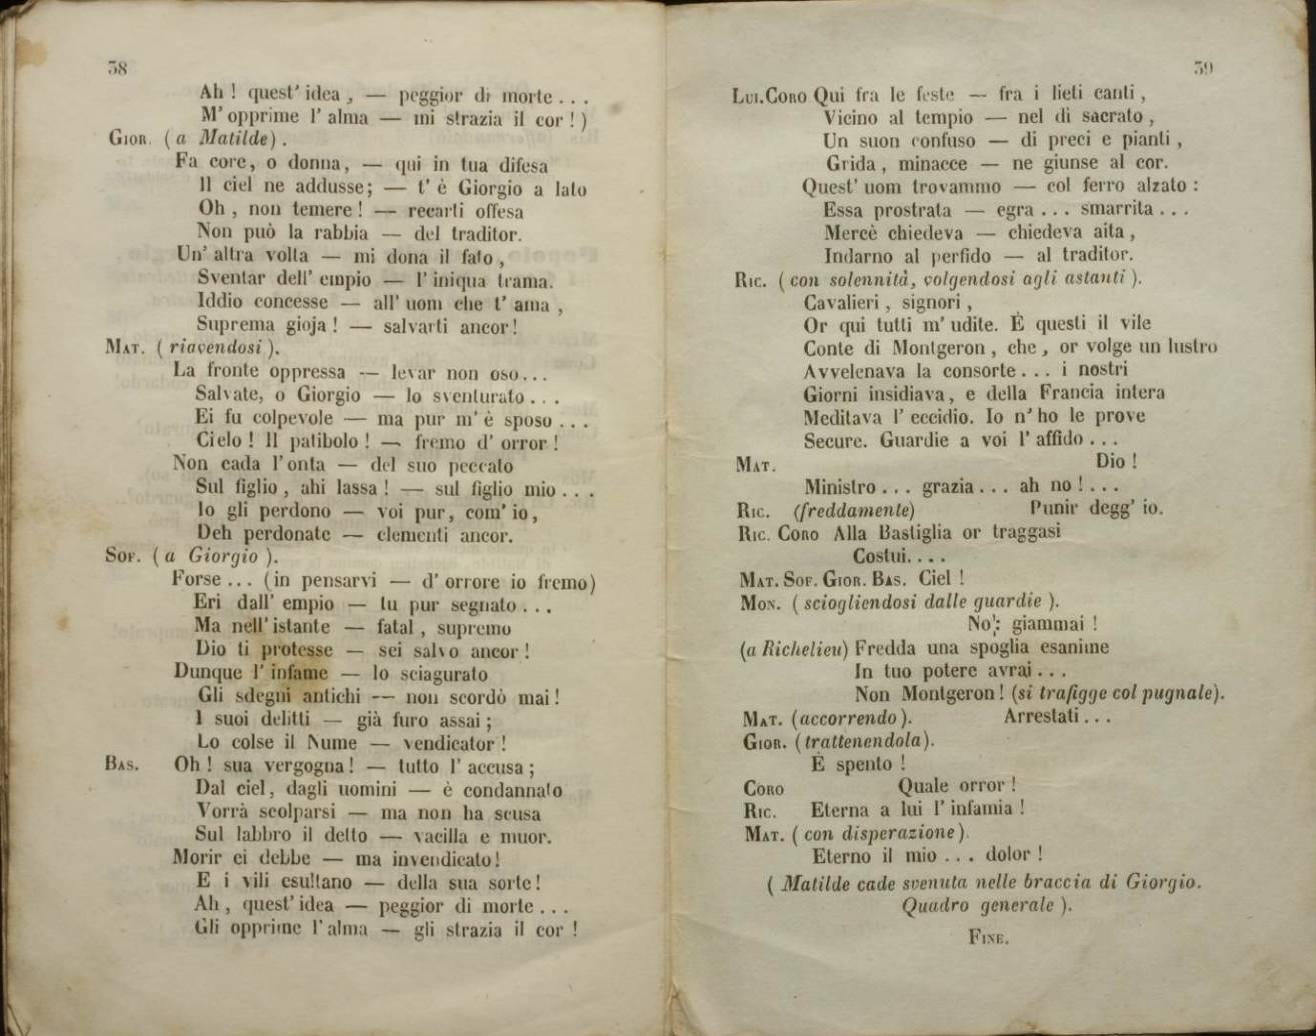 38
Ah ! quest' idea , — peggior di morte . . .
M' opprime l' alma — mi strazia il cor ! )
GIOR. ( a Matilde ) .
Fa core, o donna, — qui in tua difesa
Il ciel ne addusse; — t' è Giorgio a lato
Oh , non temere ! — recarti offesa
Non può la rabbia — del traditor.
Un' altra volta — mi dona il fato ,
Sventar dell' empio — l' iniqua trama.
Iddio concesse — all' uom che t' ama ,
Suprema gioja ! — salvarti ancor !
MAT. ( riavendosi ).
La fronte oppressa — levar non oso...
Salvate, o Giorgio — lo sventurato . . .
Ei fu colpevole — ma pur m' è sposo . . .
Cielo ! Il patibolo ! — fremo d' orror !
Non cada l' onta — del suo peccato
Sul figlio , ahi lassa ! — sul figlio mio . . .
Io gli perdono — voi pur, com' io,
Deh perdonate — clementi ancor.
SOF. ( a Giorgio ).
Forse . . . (in pensarvi — d' orrore io fremo)
Eri dall' empio — tu pur segnato . . .
Ma nell' istante — fatal , supremo
Dio ti protesse — sei salvo ancor !
Dunque l' infame — lo sciagurato
Gli sdegni antichi — non scordò mai !
I suoi delitti — già furo assai ;
Lo colse il Nume — vendicator !
BAS. Oh ! sua vergogna ! — tutto l' accusa ;
Dal ciel, dagli uomini — è condannato
Vorrà scolparsi — ma non ha scusa
Sul labbro il detto — vacilla e muor.
Morir ei debbe — ma invendicato !
E i vili esultano — della sua sorte !
Ah , quest' idea — peggior di morte . . .
Gli opprime l' alma — gli strazia il cor !
39
LUI. CORO Qui fra le feste — fra i lieti canti ,
Vicino al tempio — nel dì sacrato ,
Un suon confuso — di preci e pianti ,
Grida , minacce — ne giunse al cor.
Quest' uom trovammo — col ferro alzato :
Essa prostrata — egra . . . smarrita . . .
Mercè chiedeva — chiedeva aita ,
Indarno al perfido — al traditor.
RIC. ( con solennità, volgendosi agli astanti ).
Cavalieri , signori ,
Or qui tutti m' udite. È questi il vile
Conte di Montgeron , che , or volge un lustro
Avvelenava la consorte . . . i nostri
Giorni insidiava, e della Francia intera
Meditava l' eccidio. Io n' ho le prove
Secure. Guardie a voi l' affido . . .
MAT. Dio !
Ministro . . . grazia . . . ah no ! . . .
RIC. (freddamente) Punir degg' io.
RIC. CORO Alla Bastiglia or traggasi
Costui. . . .
MAT. SOF. GIOR. BAS. Ciel !
MON. ( sciogliendosi dalle guardie ).
No!: giammai !
(a Richelieu) Fredda una spoglia esanime
In tuo potere avrai . . .
Non Montgeron ! (si trafigge col pugnale).
MAT. (accorrendo ). Arrestati . . .
GIOR. (trattenendola).
È spento !
CORO Quale orror !
RIC. Eterna a lui l' infamia !
MAT. ( con disperazione ).
Eterno il mio . . . dolor !
( Matilde cade svenuta nelle braccia di Giorgio.
Quadro generale ).
FINE.